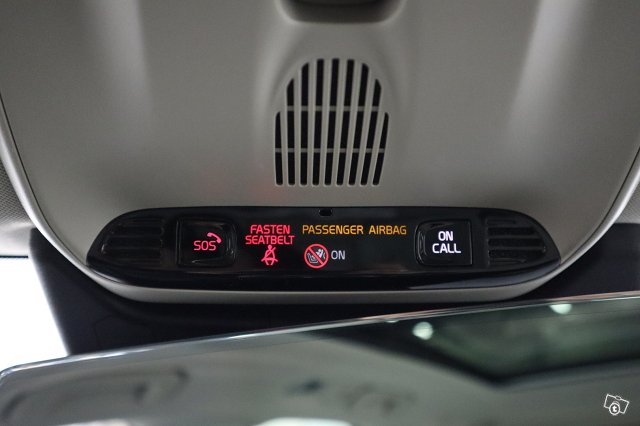 SOS
FASTEN
SEATBELT
PASSENGER AIRBAG
ON
ON
CALL